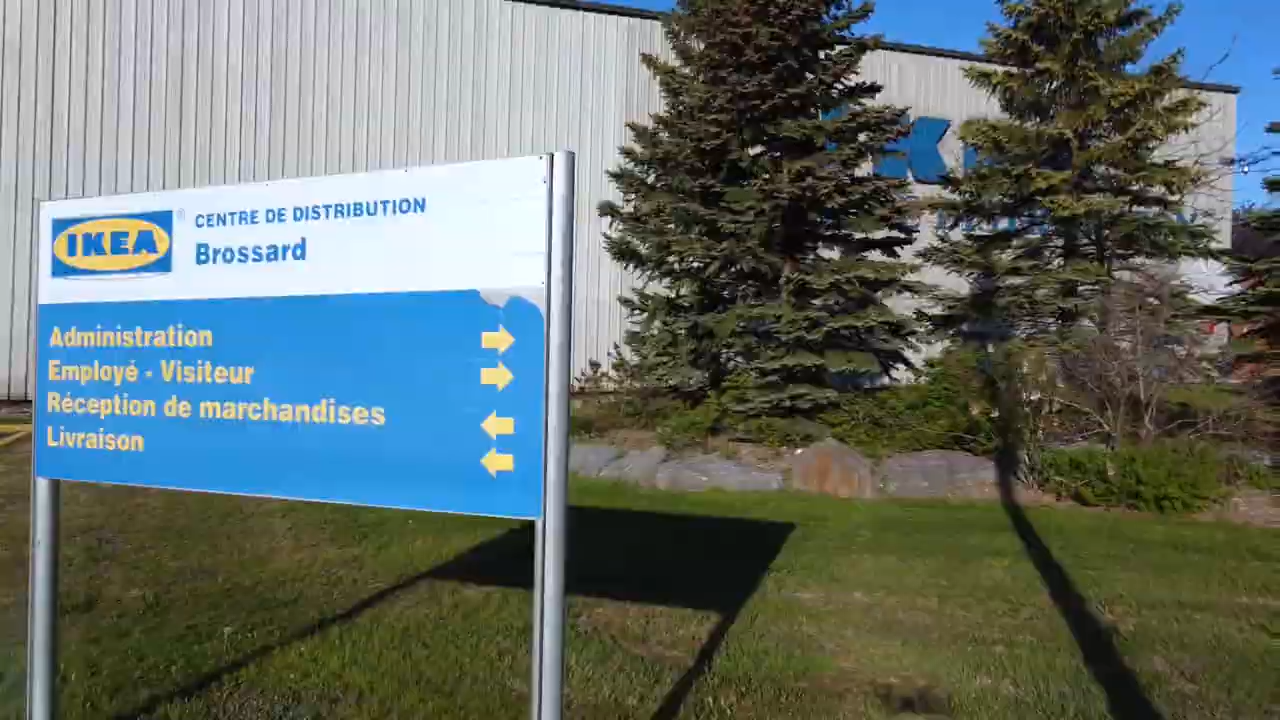 IKEA
CENTRE DE DISTRIBUTION
Brossard
Administration
Employé - Visiteur
Réception de marchandises
Livraison